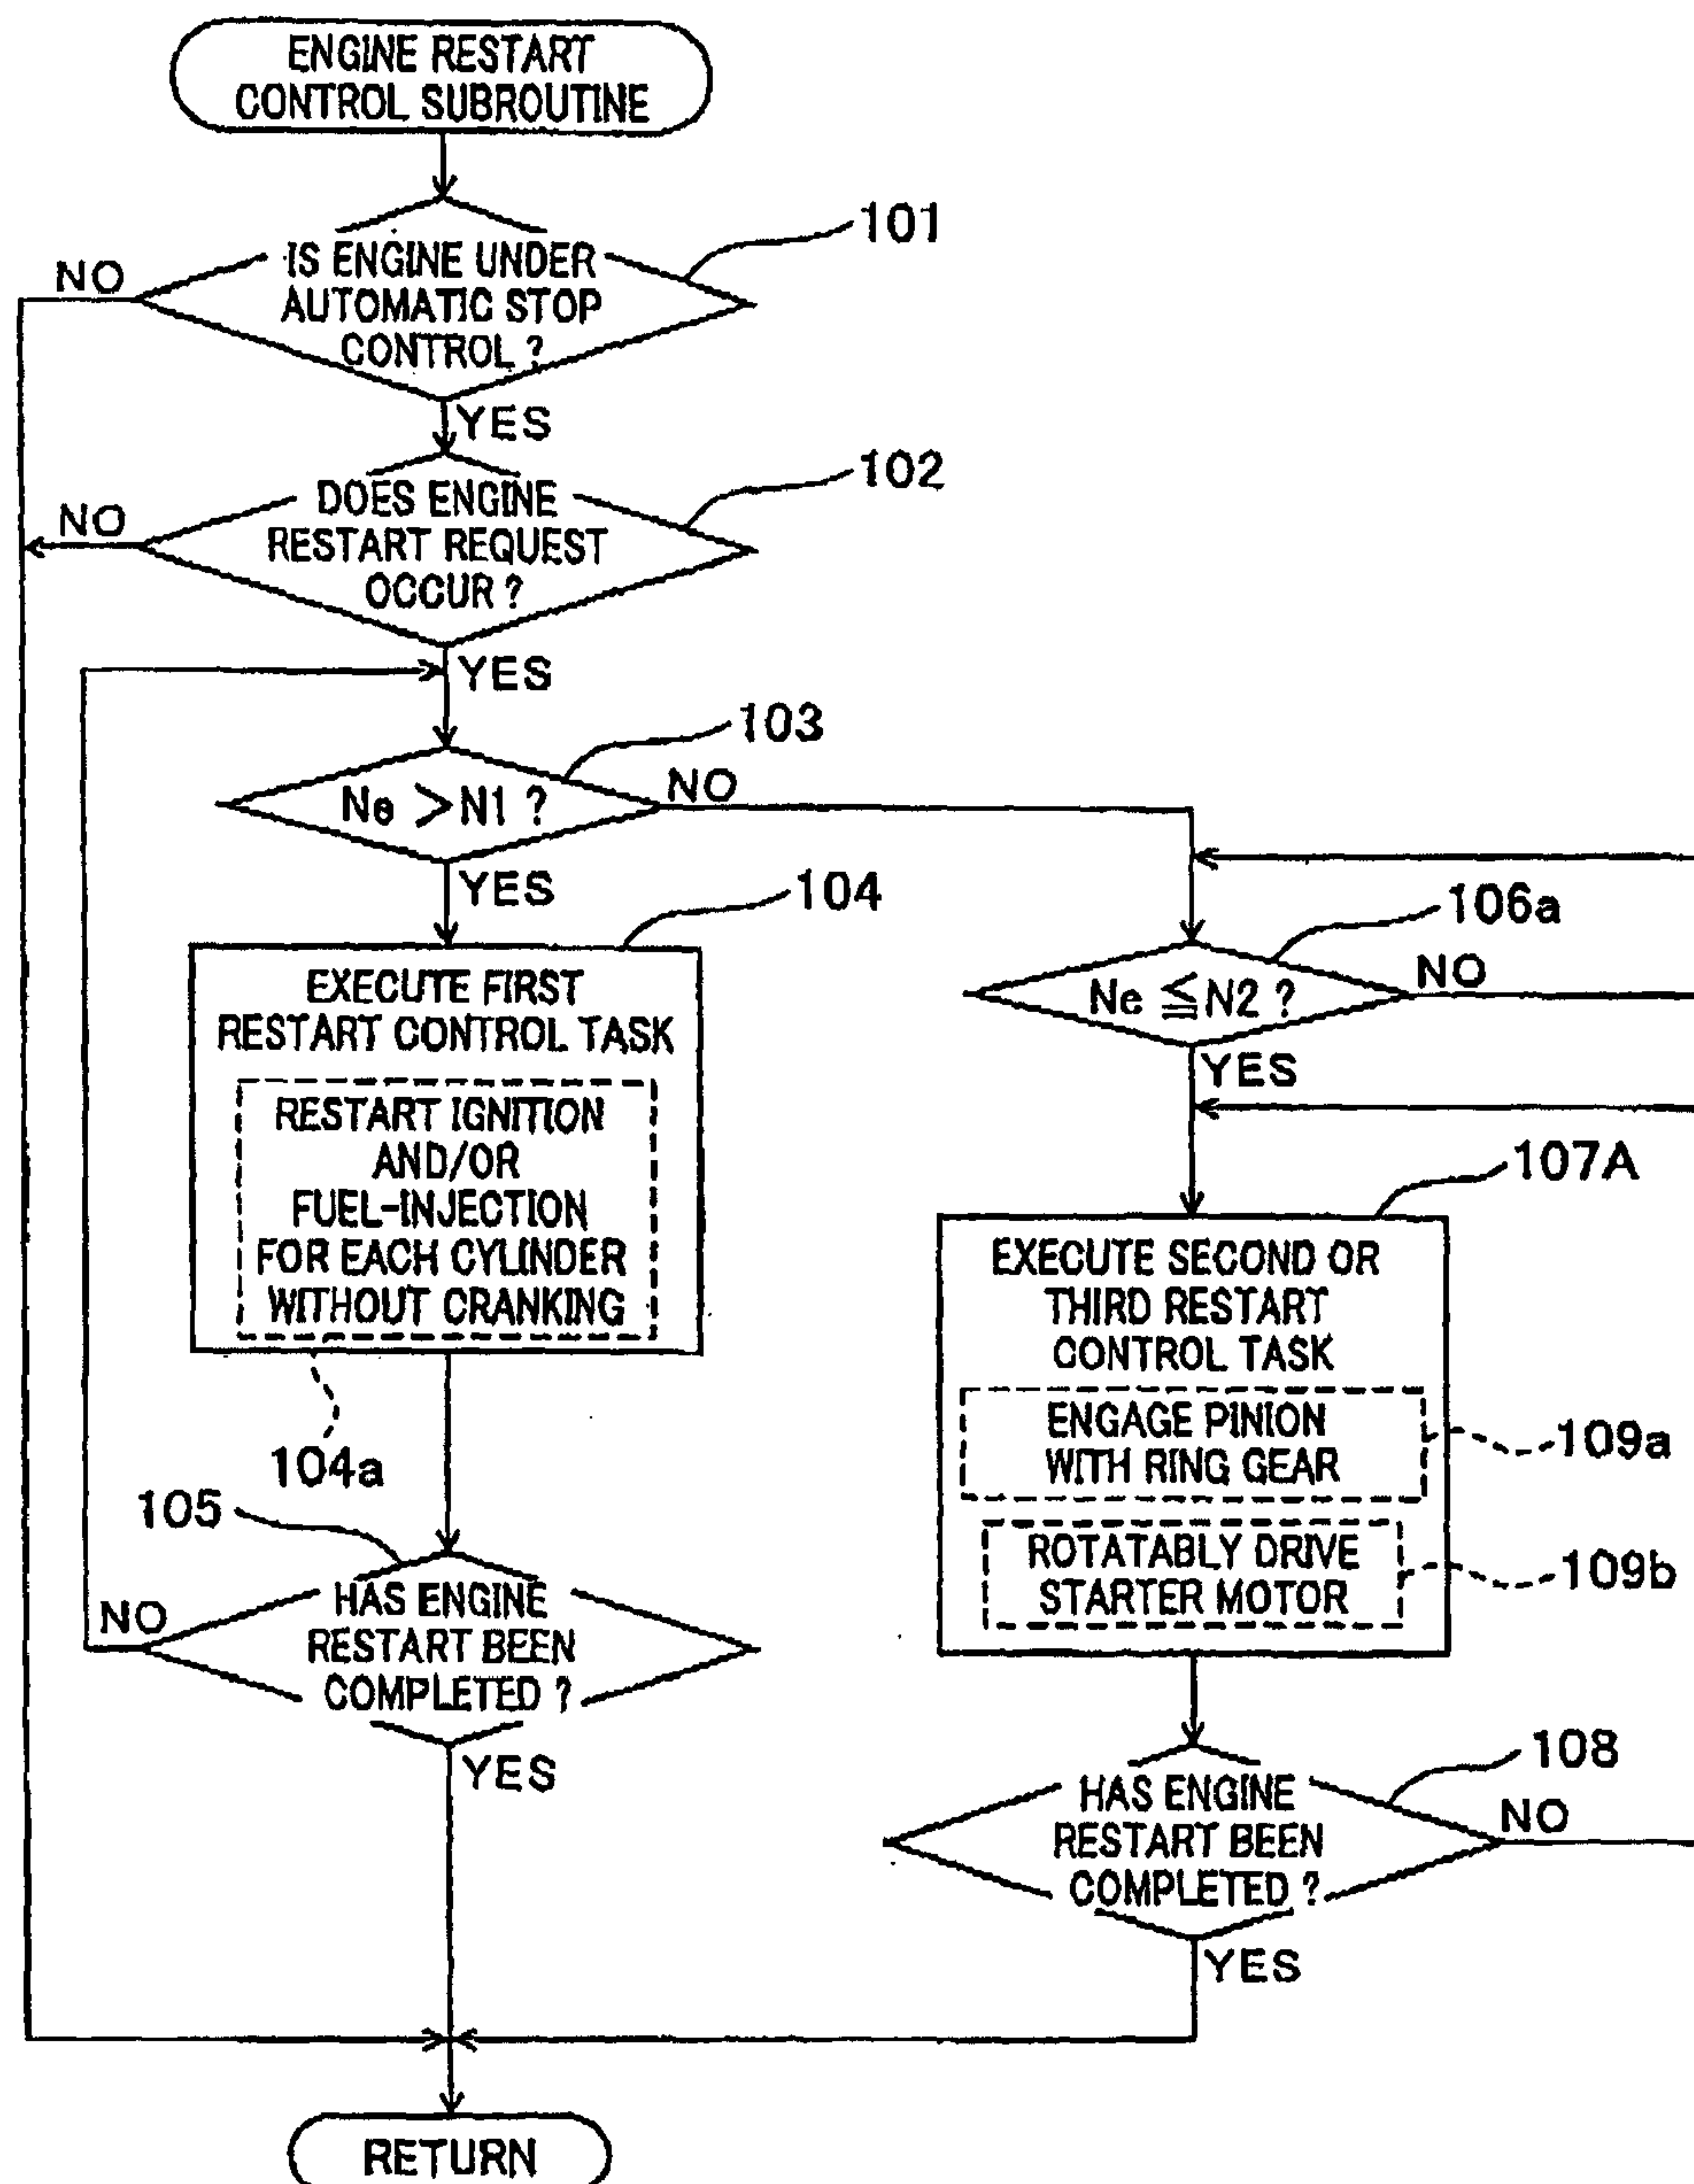 ENGINE RESTART
CONTROL SUBROUTINE
101
IS ENGINE UNDER
AUTOMATIC STOP
CONTROL ?
NO
YES
102
DOES ENGINE
RESTART REQUEST
OCCUR ?
NO
YES
103
Ne >N1 ?
NO
YES
104
EXECUTE FIRST
RESTART CONTROL TASK
RESTART IGNITION
AND/OR
FUEL-INJECTION
FOR EACH CYLINDER
WITHOUT CRANKING
104a
105
HAS ENGINE
RESTART BEEN
COMPLETED ?
NO
YES
106a
Ne ≦N2 ?
NO
YES
107A
EXECUTE SECOND OR
THIRD RESTART
CONTROL TASK
ENGAGE PINION
WITH RING GEAR
109a
ROTATABLY DRIVE
STARTER MOTOR
109b
108
HAS ENGINE
RESTART BEEN
COMPLETED ?
NO
YES
RETURN